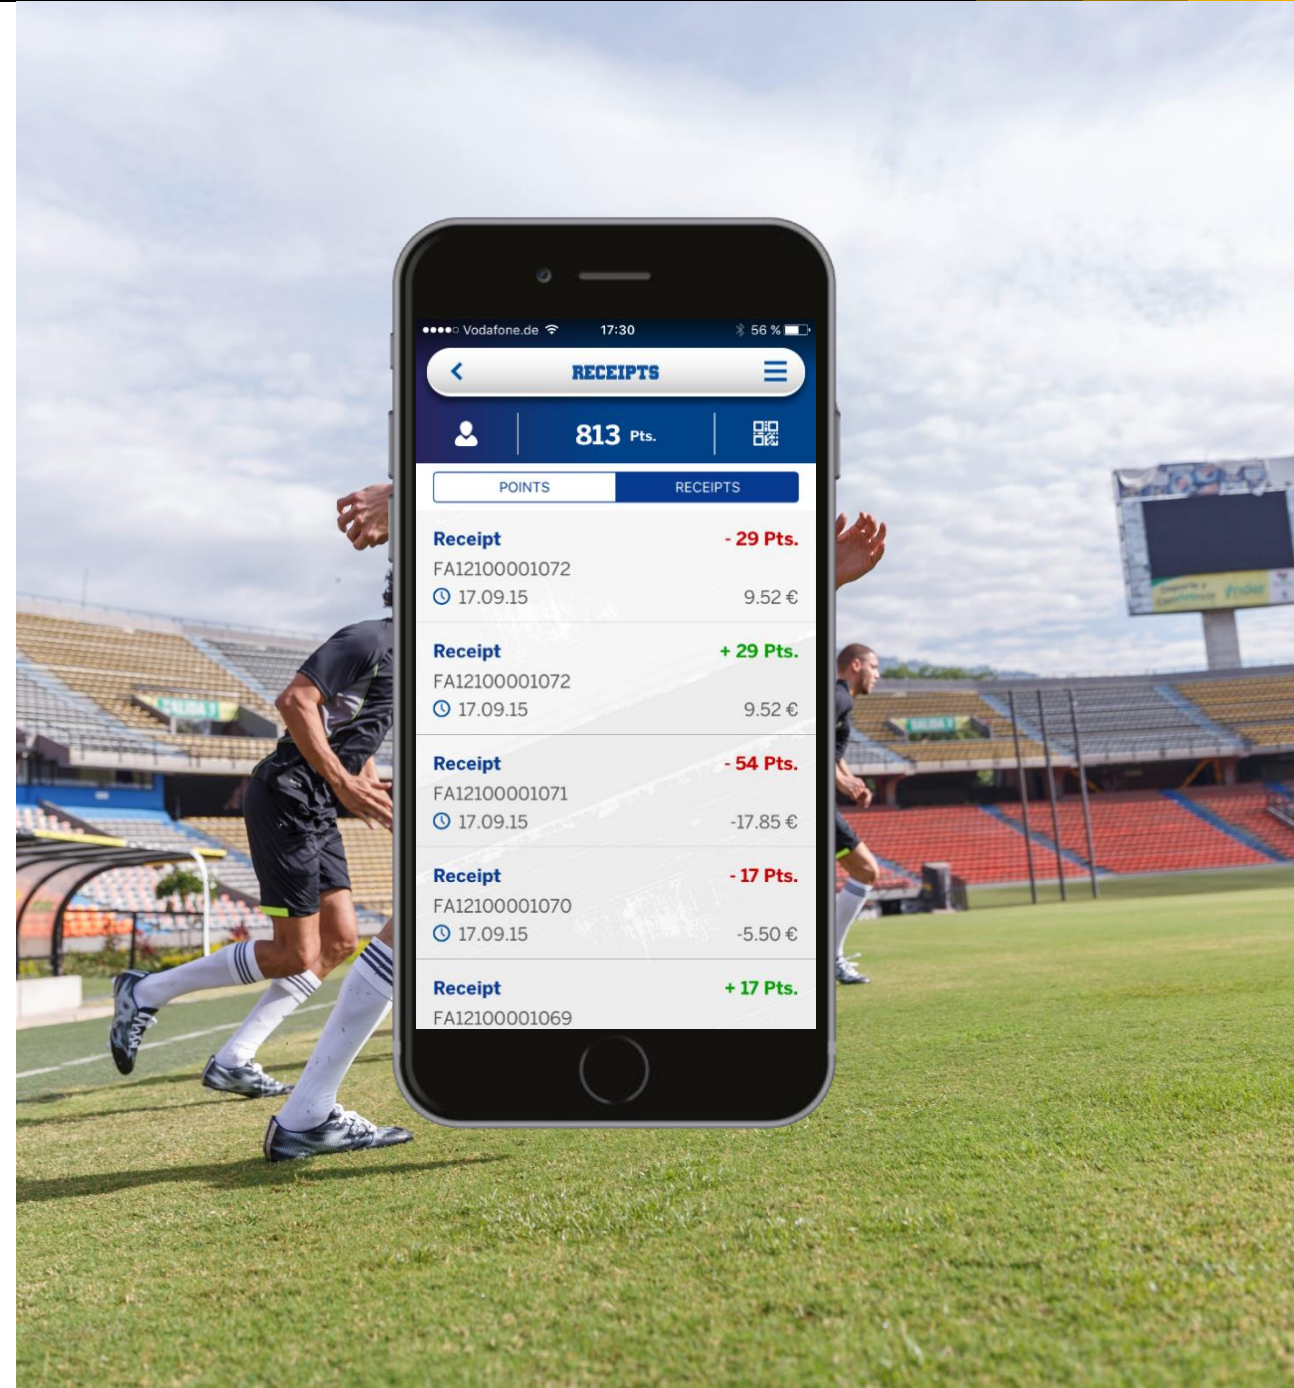 Vodafone.de 17:30 56 %
RECEIPTS
813 Pts.
POINTS RECEIPTS
Receipt - 29 Pts.
FA12100001072
17.09.15 9.52 €
Receipt + 29 Pts.
FA12100001072
17.09.15 9.52 €
Receipt - 54 Pts.
FA12100001071
17.09.15 -17.85 €
Receipt - 17 Pts.
FA12100001070
17.09.15 -5.50 €
Receipt + 17 Pts.
FA12100001069